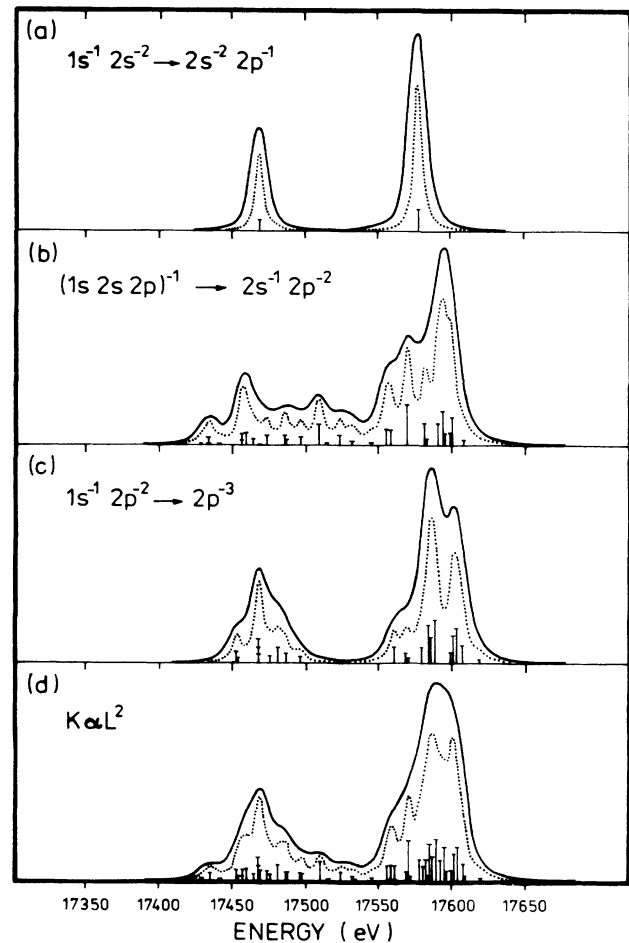 (a)
1s⁻¹ 2s⁻² → 2s⁻² 2p⁻¹
(b)
(1s 2s 2p)⁻¹ → 2s⁻¹ 2p⁻²
(c)
1s⁻¹ 2p⁻² → 2p⁻³
(d)
KαL²
17350 17400 17450 17500 17550 17600 17650
ENERGY (eV)